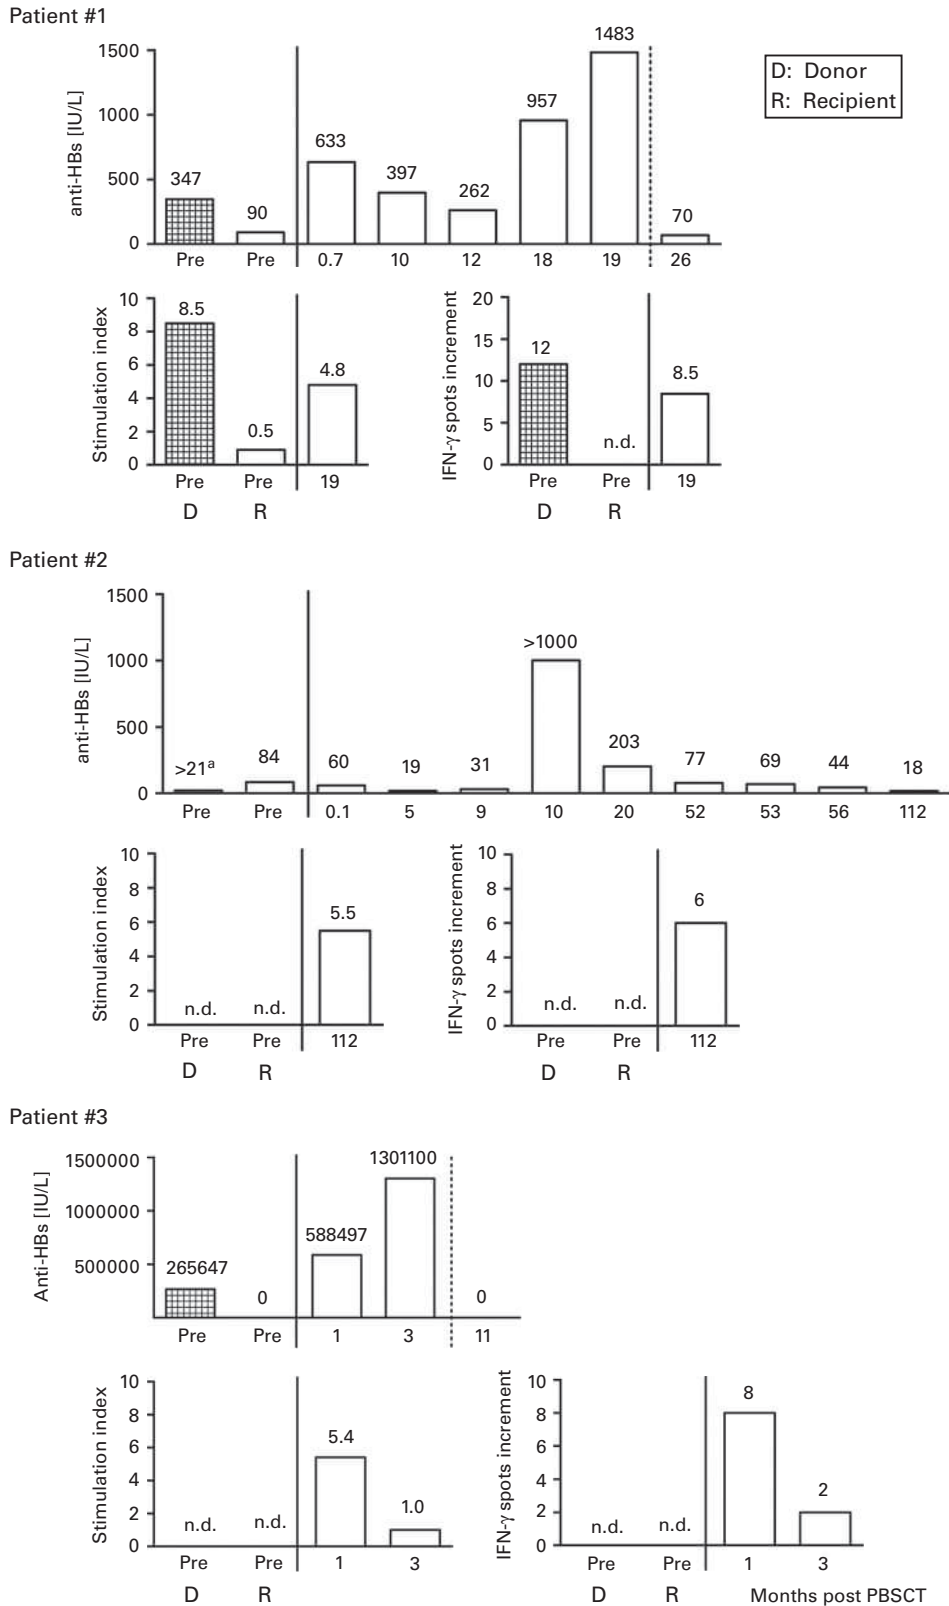 Patient #1
1500
1000
500
0
anti-HBs [IU/L]
347
90
633
397
262
957
1483
70
Pre
Pre
0.7
10
12
18
19
26
D: Donor
R: Recipient
10
8
6
4
2
0
Stimulation index
8.5
0.5
4.8
Pre
Pre
19
D
R
20
15
10
5
0
IFN-γ spots increment
12
n.d.
8.5
Pre
Pre
19
D
R
Patient #2
1500
1000
500
0
anti-HBs [IU/L]
>21ᵃ
84
60
19
31
>1000
203
77
69
44
18
Pre
Pre
0.1
5
9
10
20
52
53
56
112
10
8
6
4
2
0
Stimulation index
n.d.
n.d.
5.5
Pre
Pre
112
D
R
10
8
6
4
2
0
IFN-γ spots increment
n.d.
n.d.
6
Pre
Pre
112
D
R
Patient #3
1500000
1000000
500000
Anti-HBs [IU/L]
265647
0
588497
1301100
0
Pre
Pre
1
3
11
10
8
6
4
2
0
Stimulation index
n.d.
n.d.
5.4
1.0
Pre
Pre
1
3
D
R
10
8
6
4
2
0
IFN-γ spots increment
n.d.
n.d.
8
2
Pre
Pre
1
3
D
R
Months post PBSCT